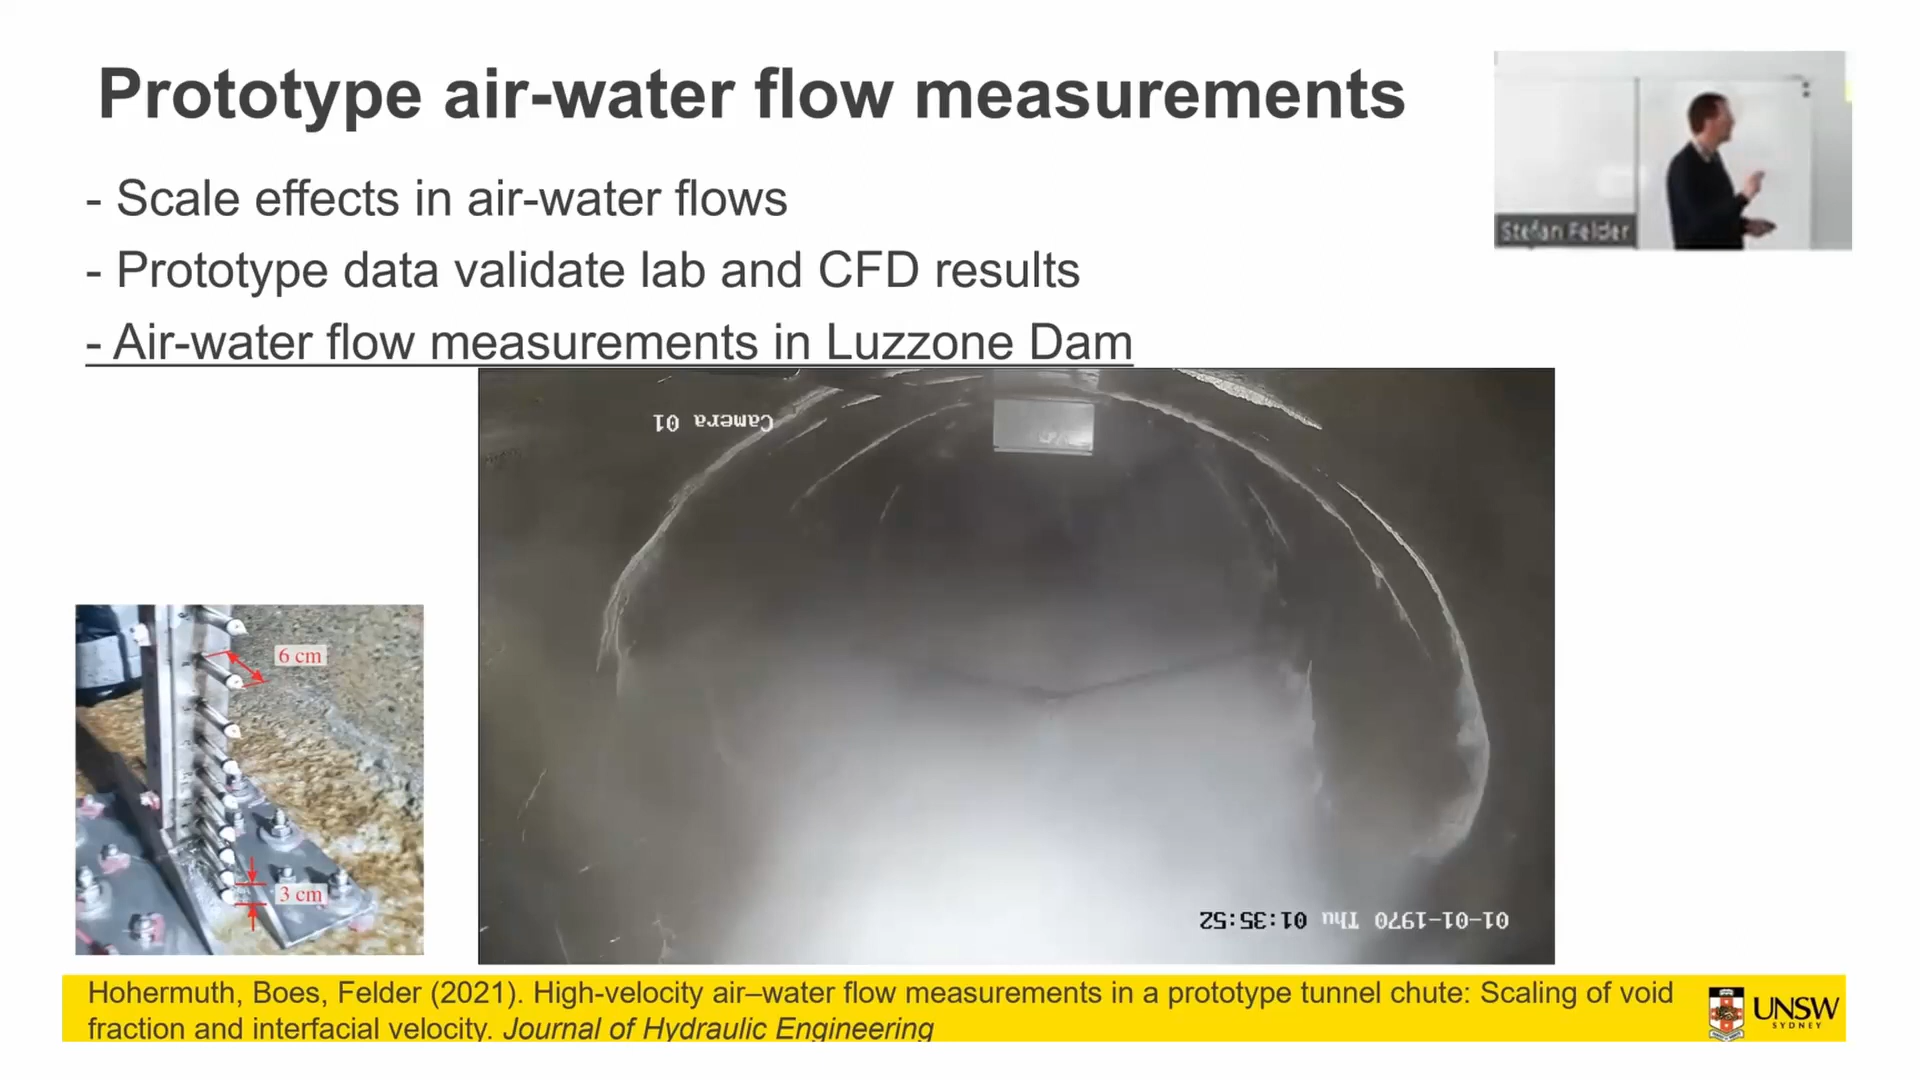 Prototype air-water flow measurements
- Scale effects in air-water flows
- Prototype data validate lab and CFD results
- Air-water flow measurements in Luzzone Dam
Stefan Felder
Camera 01
6 cm
3 cm
01-01-1970 Thu 01:35:52
Hohermuth, Boes, Felder (2021). High-velocity air–water flow measurements in a prototype tunnel chute: Scaling of void
fraction and interfacial velocity. Journal of Hydraulic Engineering
UNSW
SYDNEY